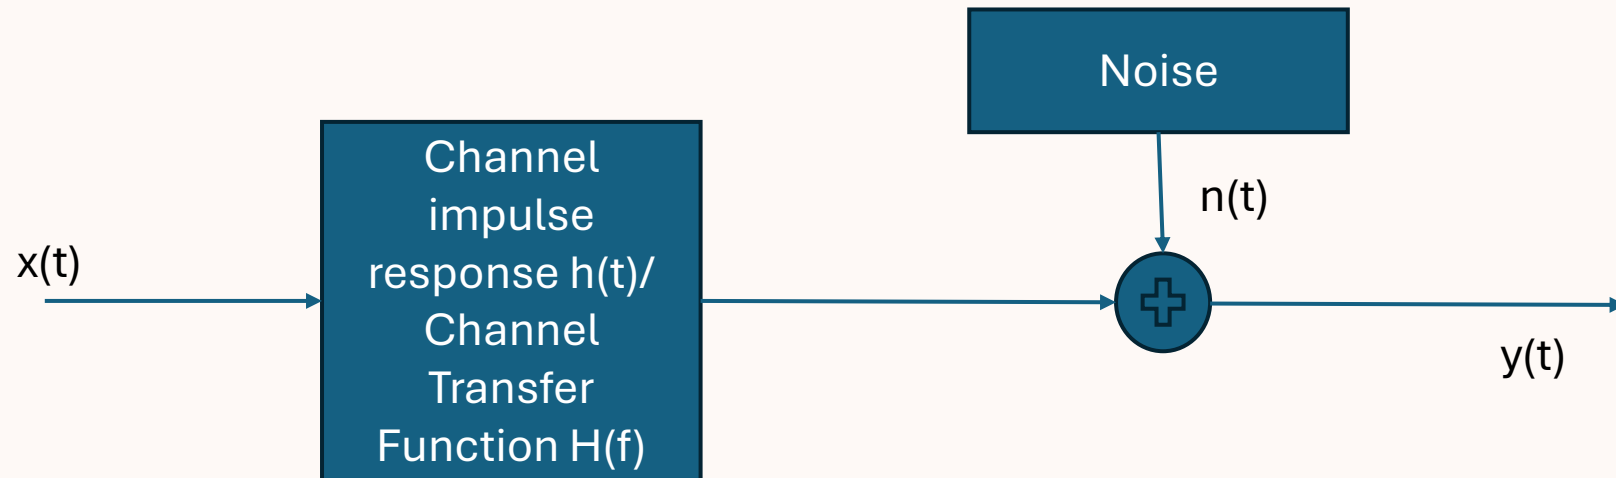 Noise
Channel
impulse
response h(t)/
Channel
Transfer
Function H(f)
n(t)
x(t)
y(t)